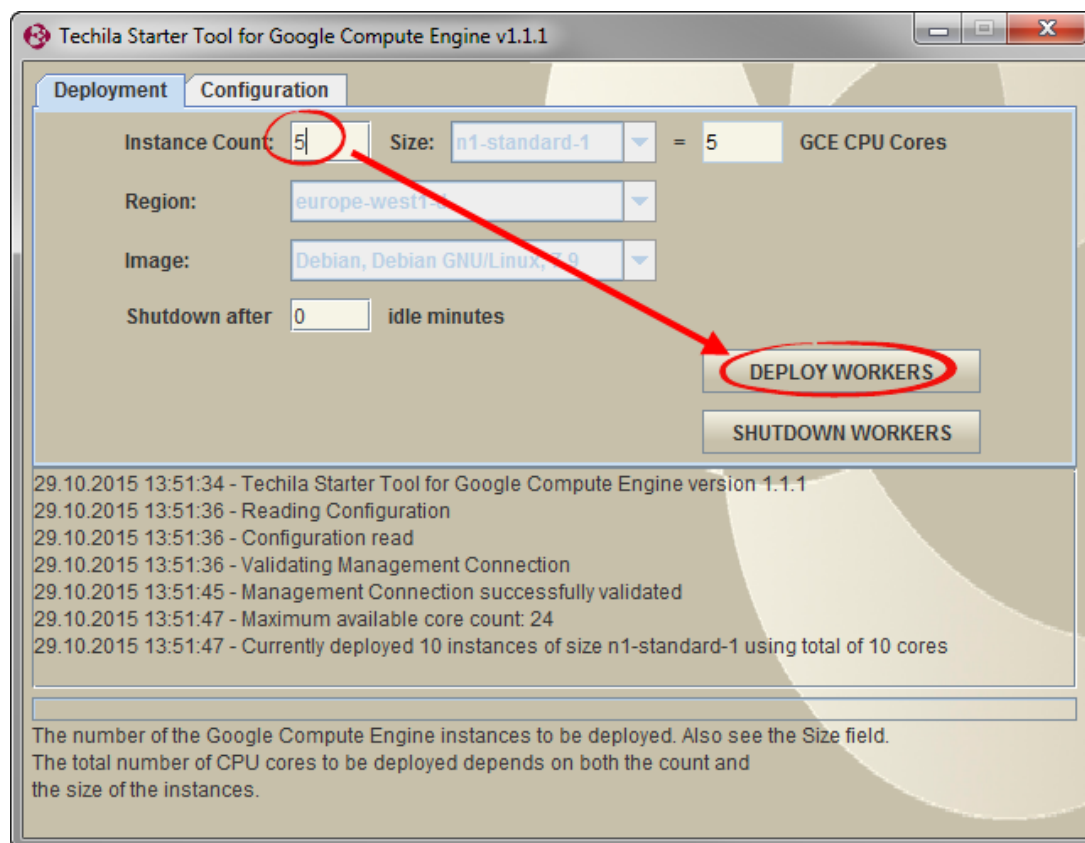 Techila Starter Tool for Google Compute Engine v1.1.1
Deployment Configuration
Instance Count: 5 Size: n1-standard-1 = 5 GCE CPU Cores
Region: europe-west1-d
Image: Debian, Debian GNU/Linux, 7.9
Shutdown after 0 idle minutes
DEPLOY WORKERS
SHUTDOWN WORKERS
29.10.2015 13:51:34 - Techila Starter Tool for Google Compute Engine version 1.1.1
29.10.2015 13:51:36 - Reading Configuration
29.10.2015 13:51:36 - Configuration read
29.10.2015 13:51:36 - Validating Management Connection
29.10.2015 13:51:45 - Management Connection successfully validated
29.10.2015 13:51:47 - Maximum available core count: 24
29.10.2015 13:51:47 - Currently deployed 10 instances of size n1-standard-1 using total of 10 cores
The number of the Google Compute Engine instances to be deployed. Also see the Size field.
The total number of CPU cores to be deployed depends on both the count and
the size of the instances.